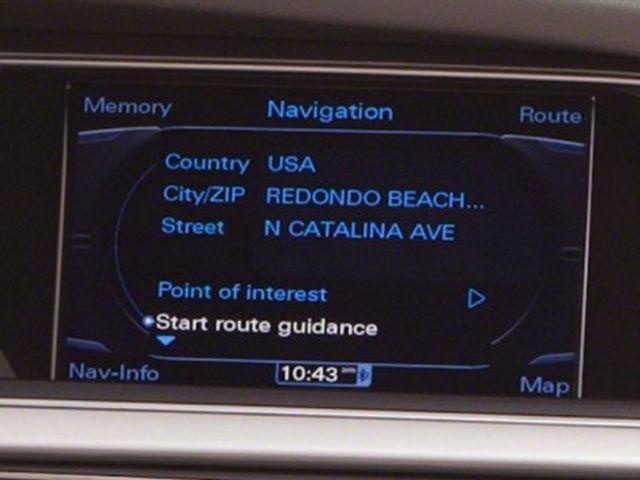 Memory Navigation Route
Country USA
City/ZIP REDONDO BEACH...
Street N CATALINA AVE
Point of interest
Start route guidance
Nav-Info 10:43 am Map